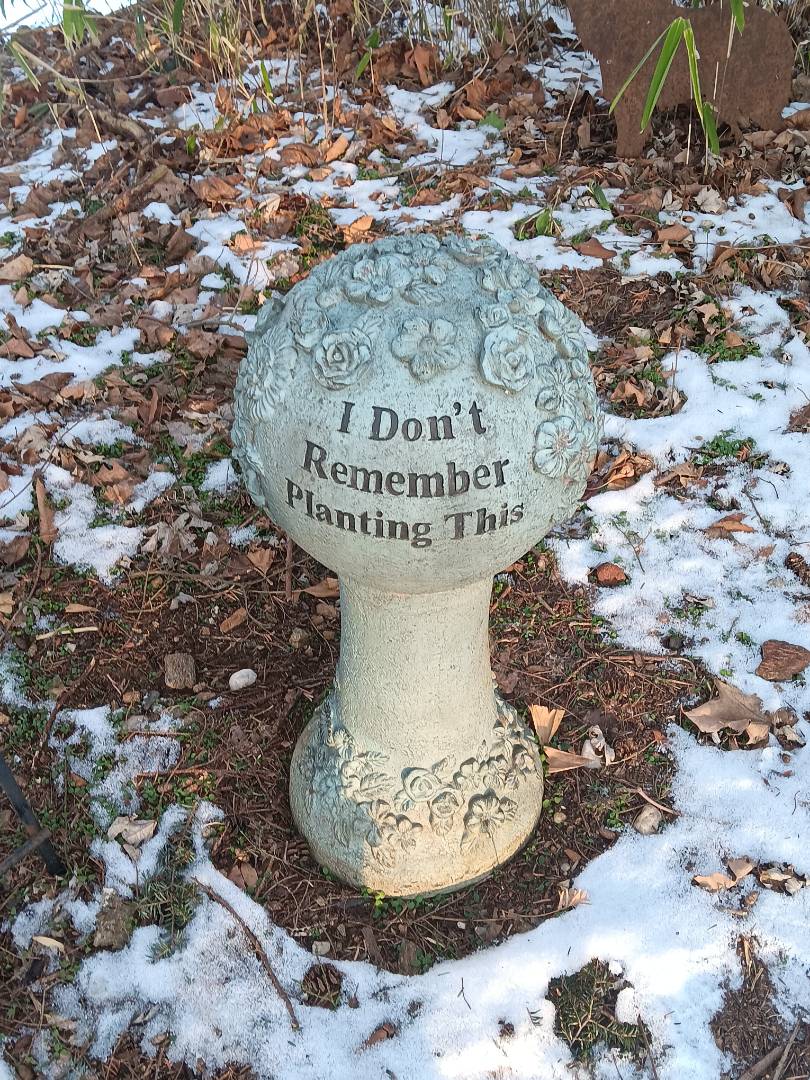 I Don't
Remember
Planting This